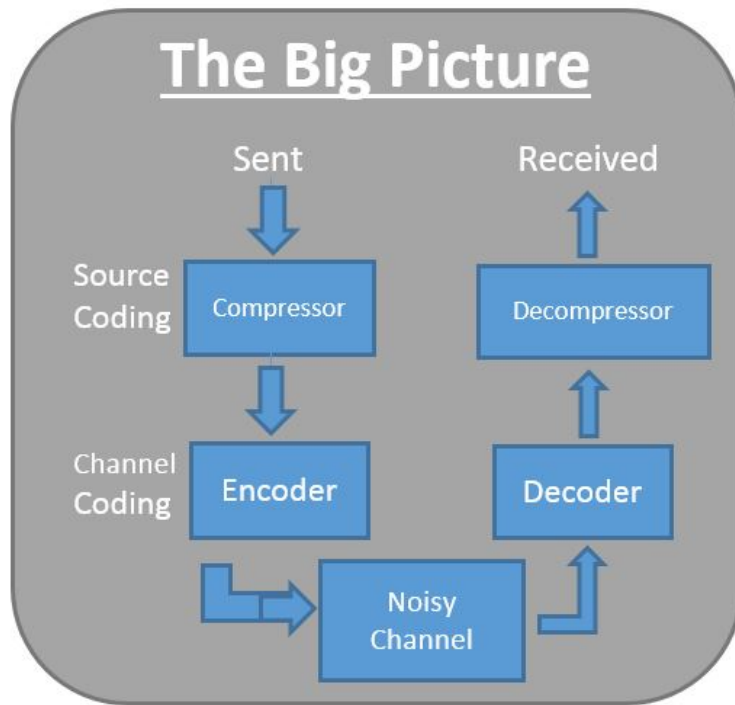 The Big Picture
Sent
Received
Source
Coding
Compressor
Decompressor
Channel
Coding
Encoder
Decoder
Noisy
Channel